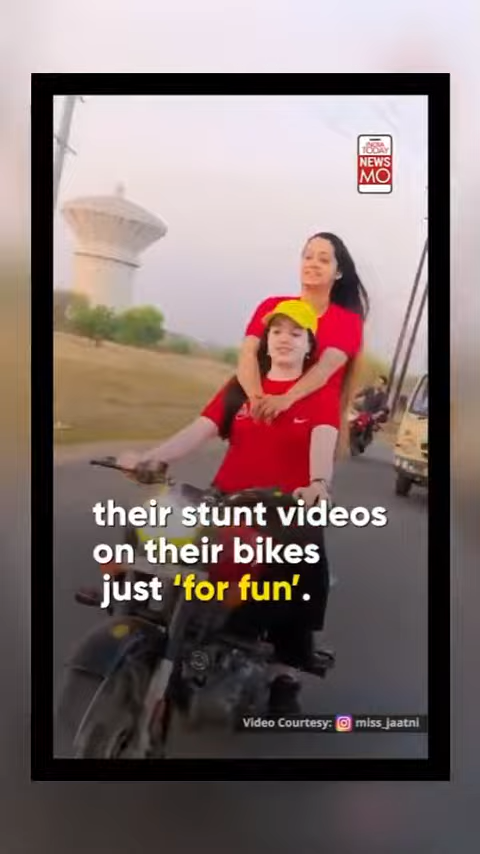 INDIA
TODAY
NEWS
MO
their stunt videos
on their bikes
just ‘for fun’.
Video Courtesy: miss_jaatni